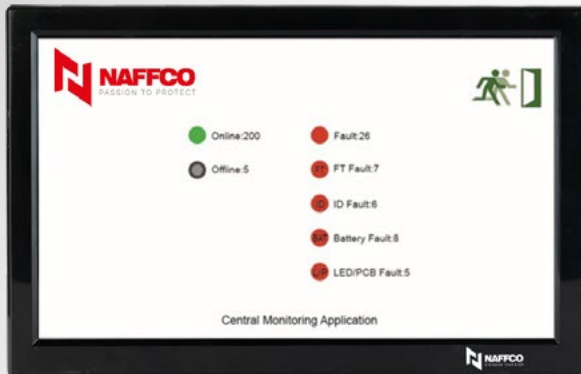 NAFFCO
PASSION TO PROTECT
Online:200
Offline:5
Fault:26
FT FT Fault:7
ID ID Fault:6
BAT Battery Fault:8
L/P LED/PCB Fault:5
Central Monitoring Application
NAFFCO